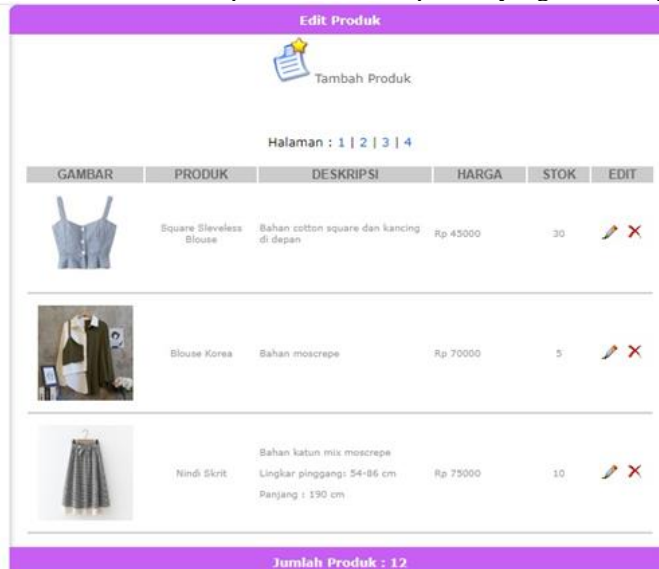 Edit Produk
Tambah Produk
Halaman : 1 | 2 | 3 | 4
GAMBAR PRODUK DESKRIPSI HARGA STOK EDIT
Square Sleveless
Blouse
Bahan cotton square dan kancing
di depan
Rp 45000
30
Blouse Korea
Bahan moscrepe
Rp 70000
5
Nindi Skrit
Bahan katun mix moscrepe
Lingkar pinggang: 54-86 cm
Panjang : 190 cm
Rp 75000
10
Jumlah Produk : 12